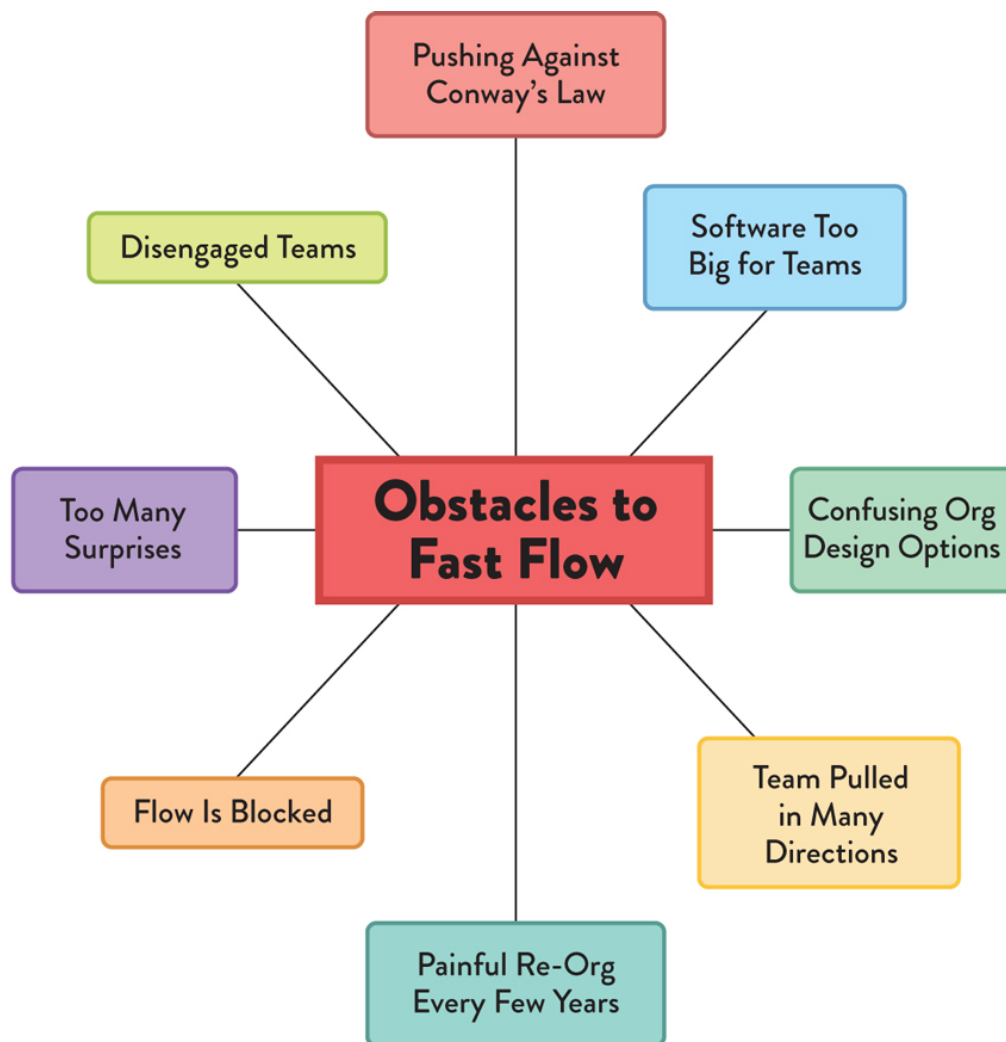 Pushing Against
Conway's Law
Disengaged Teams
Software Too
Big for Teams
Too Many
Surprises
Obstacles to
Fast Flow
Confusing Org
Design Options
Flow Is Blocked
Team Pulled
in Many
Directions
Painful Re-Org
Every Few Years